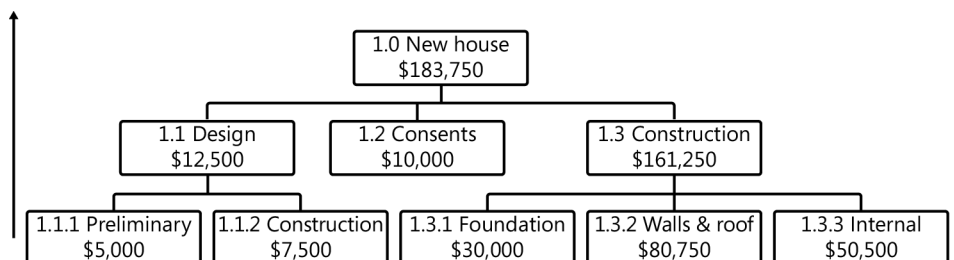 1.0 New house
$183,750
1.1 Design
$12,500
1.2 Consents
$10,000
1.3 Construction
$161,250
1.1.1 Preliminary
$5,000
1.1.2 Construction
$7,500
1.3.1 Foundation
$30,000
1.3.2 Walls & roof
$80,750
1.3.3 Internal
$50,500